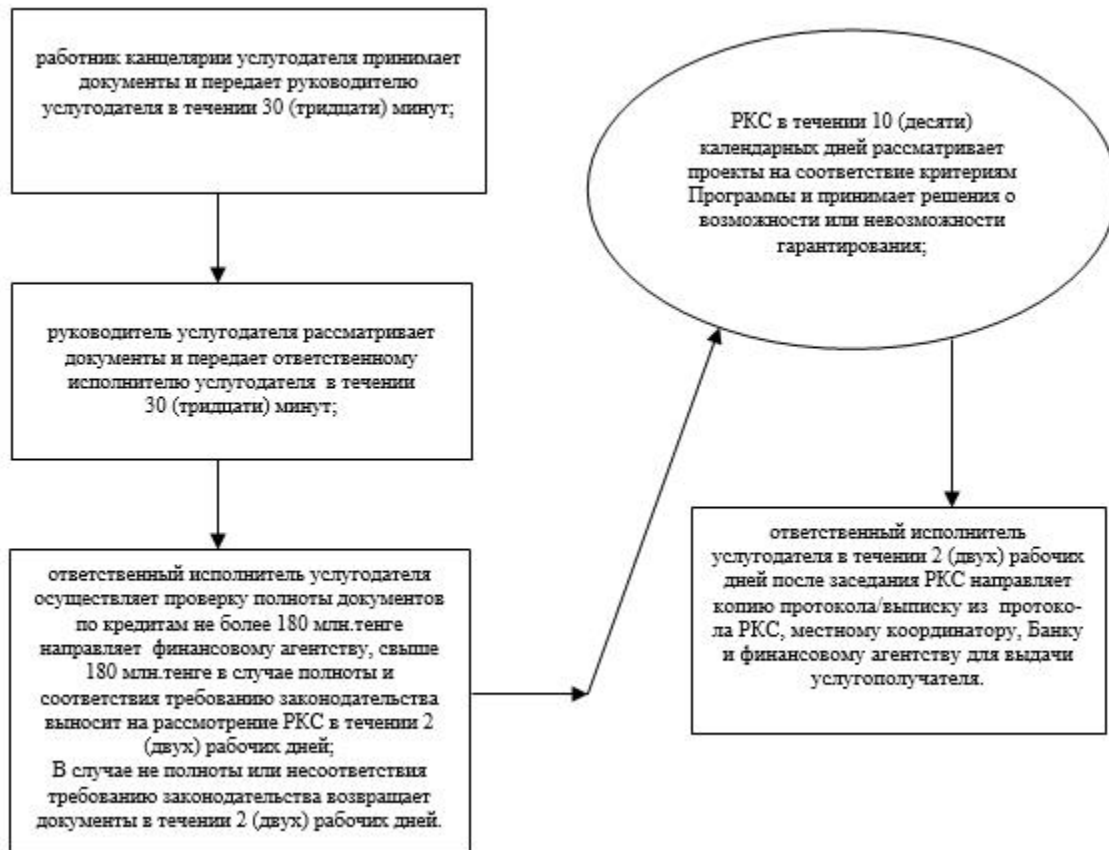 работник канцелярии услугодателя принимает
документы и передает руководителю
услугодателя в течении 30 (тридцати) минут;
руководитель услугодателя рассматривает
документы и передает ответственному
исполнителю услугодателя в течении
30 (тридцати) минут;
ответственный исполнитель услугодателя
осуществляет проверку полноты документов
по кредитам не более 180 млн.тенге
направляет финансовому агентству, свыше
180 млн.тенге в случае полноты и
соответствия требованию законодательства
выносит на рассмотрение РКС в течении 2
(двух) рабочих дней;
В случае не полноты или несоответствия
требованию законодательства возвращает
документы в течении 2 (двух) рабочих дней.
РКС в течении 10 (десяти)
календарных дней рассматривает
проекты на соответствие критериям
Программы и принимает решения о
возможности или невозможности
гарантирования;
ответственный исполнитель
услугодателя в течении 2 (двух) рабочих
дней после заседания РКС направляет
копию протокола/выписку из протоко-
ла РКС, местному координатору, Банку
и финансовому агентству для выдачи
услугополучателя.